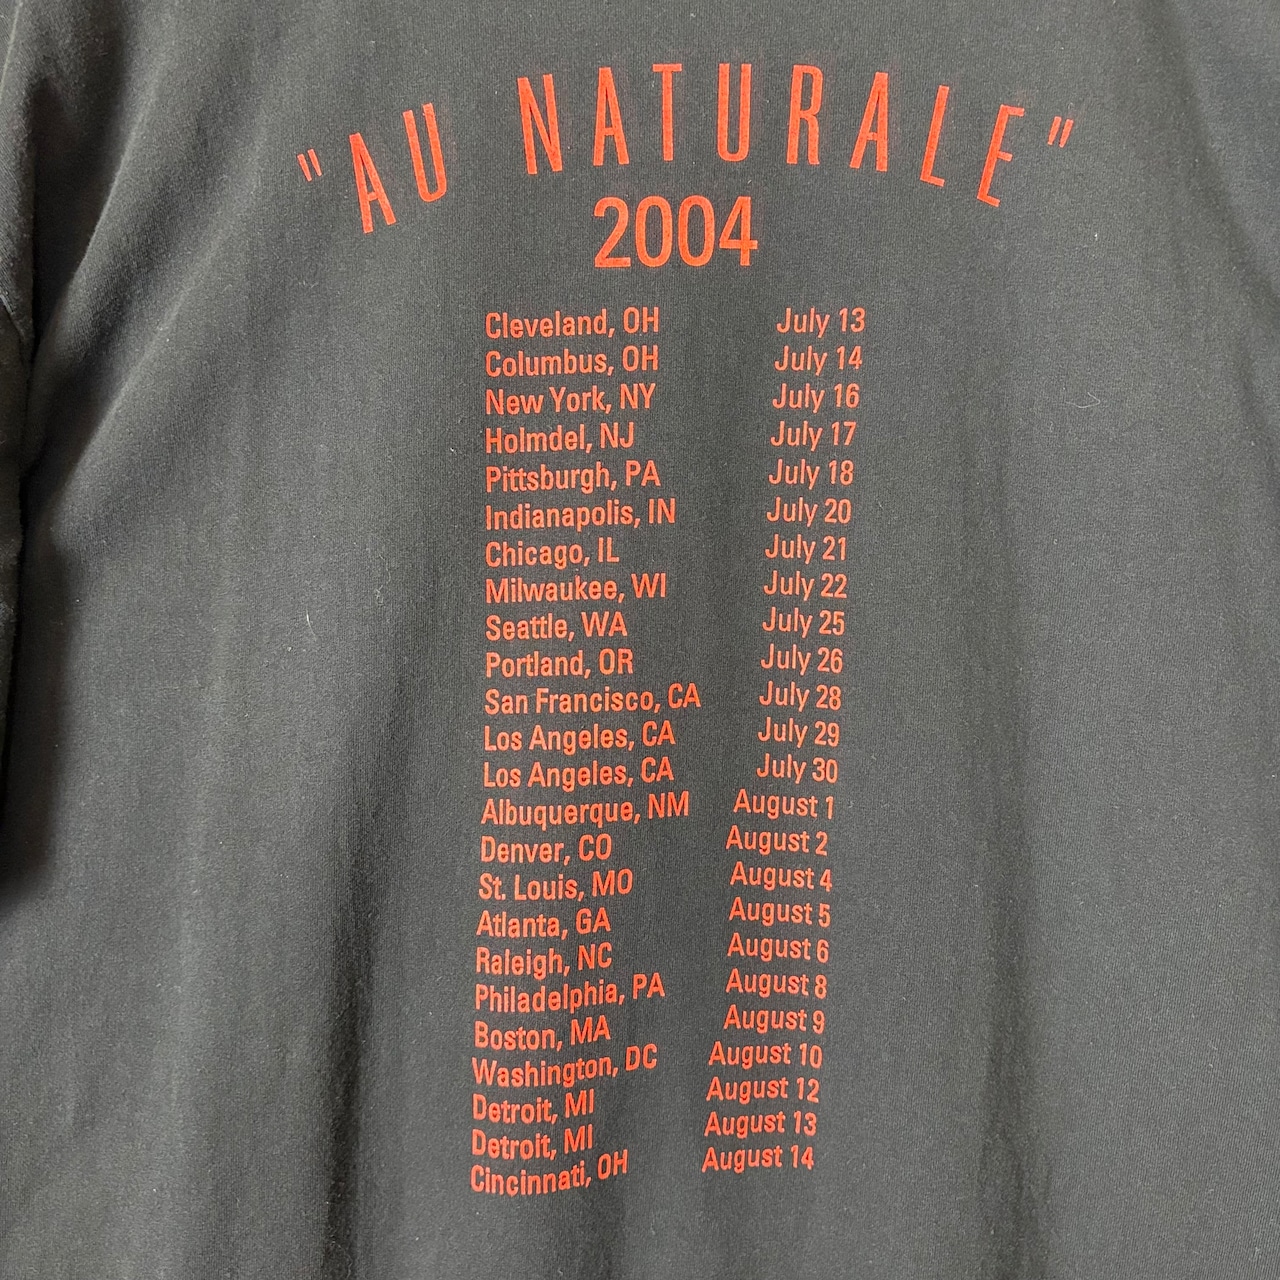 "AU NATURALE"
2004
Cleveland, OH July 13
Columbus, OH July 14
New York, NY July 16
Holmdel, NJ July 17
Pittsburgh, PA July 18
Indianapolis, IN July 20
Chicago, IL July 21
Milwaukee, WI July 22
Seattle, WA July 25
Portland, OR July 26
San Francisco, CA July 28
Los Angeles, CA July 29
Los Angeles, CA July 30
Albuquerque, NM August 1
Denver, CO August 2
St. Louis, MO August 4
Atlanta, GA August 5
Raleigh, NC August 6
Philadelphia, PA August 8
Boston, MA August 9
Washington, DC August 10
Detroit, MI August 12
Detroit, MI August 13
Cincinnati, OH August 14